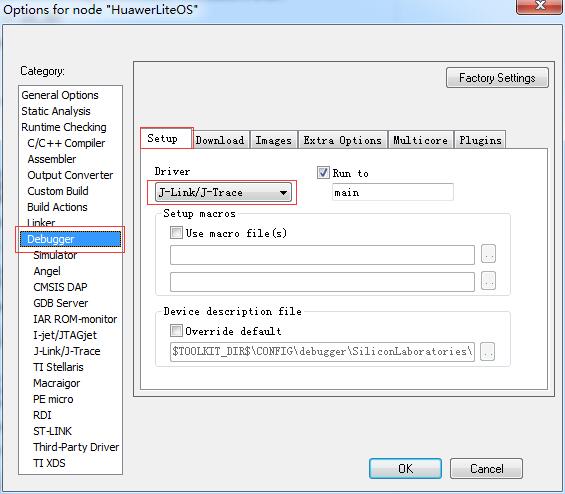 Options for node "HuawerLiteOS"
Category:
Factory Settings
General Options
Static Analysis
Runtime Checking
C/C++ Compiler
Assembler
Output Converter
Custom Build
Build Actions
Linker
Debugger
Simulator
Angel
CMSIS DAP
GDB Server
IAR ROM-monitor
I-jet/JTAGjet
J-Link/J-Trace
TI Stellaris
Macraigor
PE micro
RDI
ST-LINK
Third-Party Driver
TI XDS
Setup Download Images Extra Options Multicore Plugins
Driver
Run to
J-Link/J-Trace
main
Setup macros
Use macro file(s)
..
..
Device description file
Override default
$TOOLKIT_DIR$\CONFIG\debugger\SiliconLaboratories\
..
OK Cancel